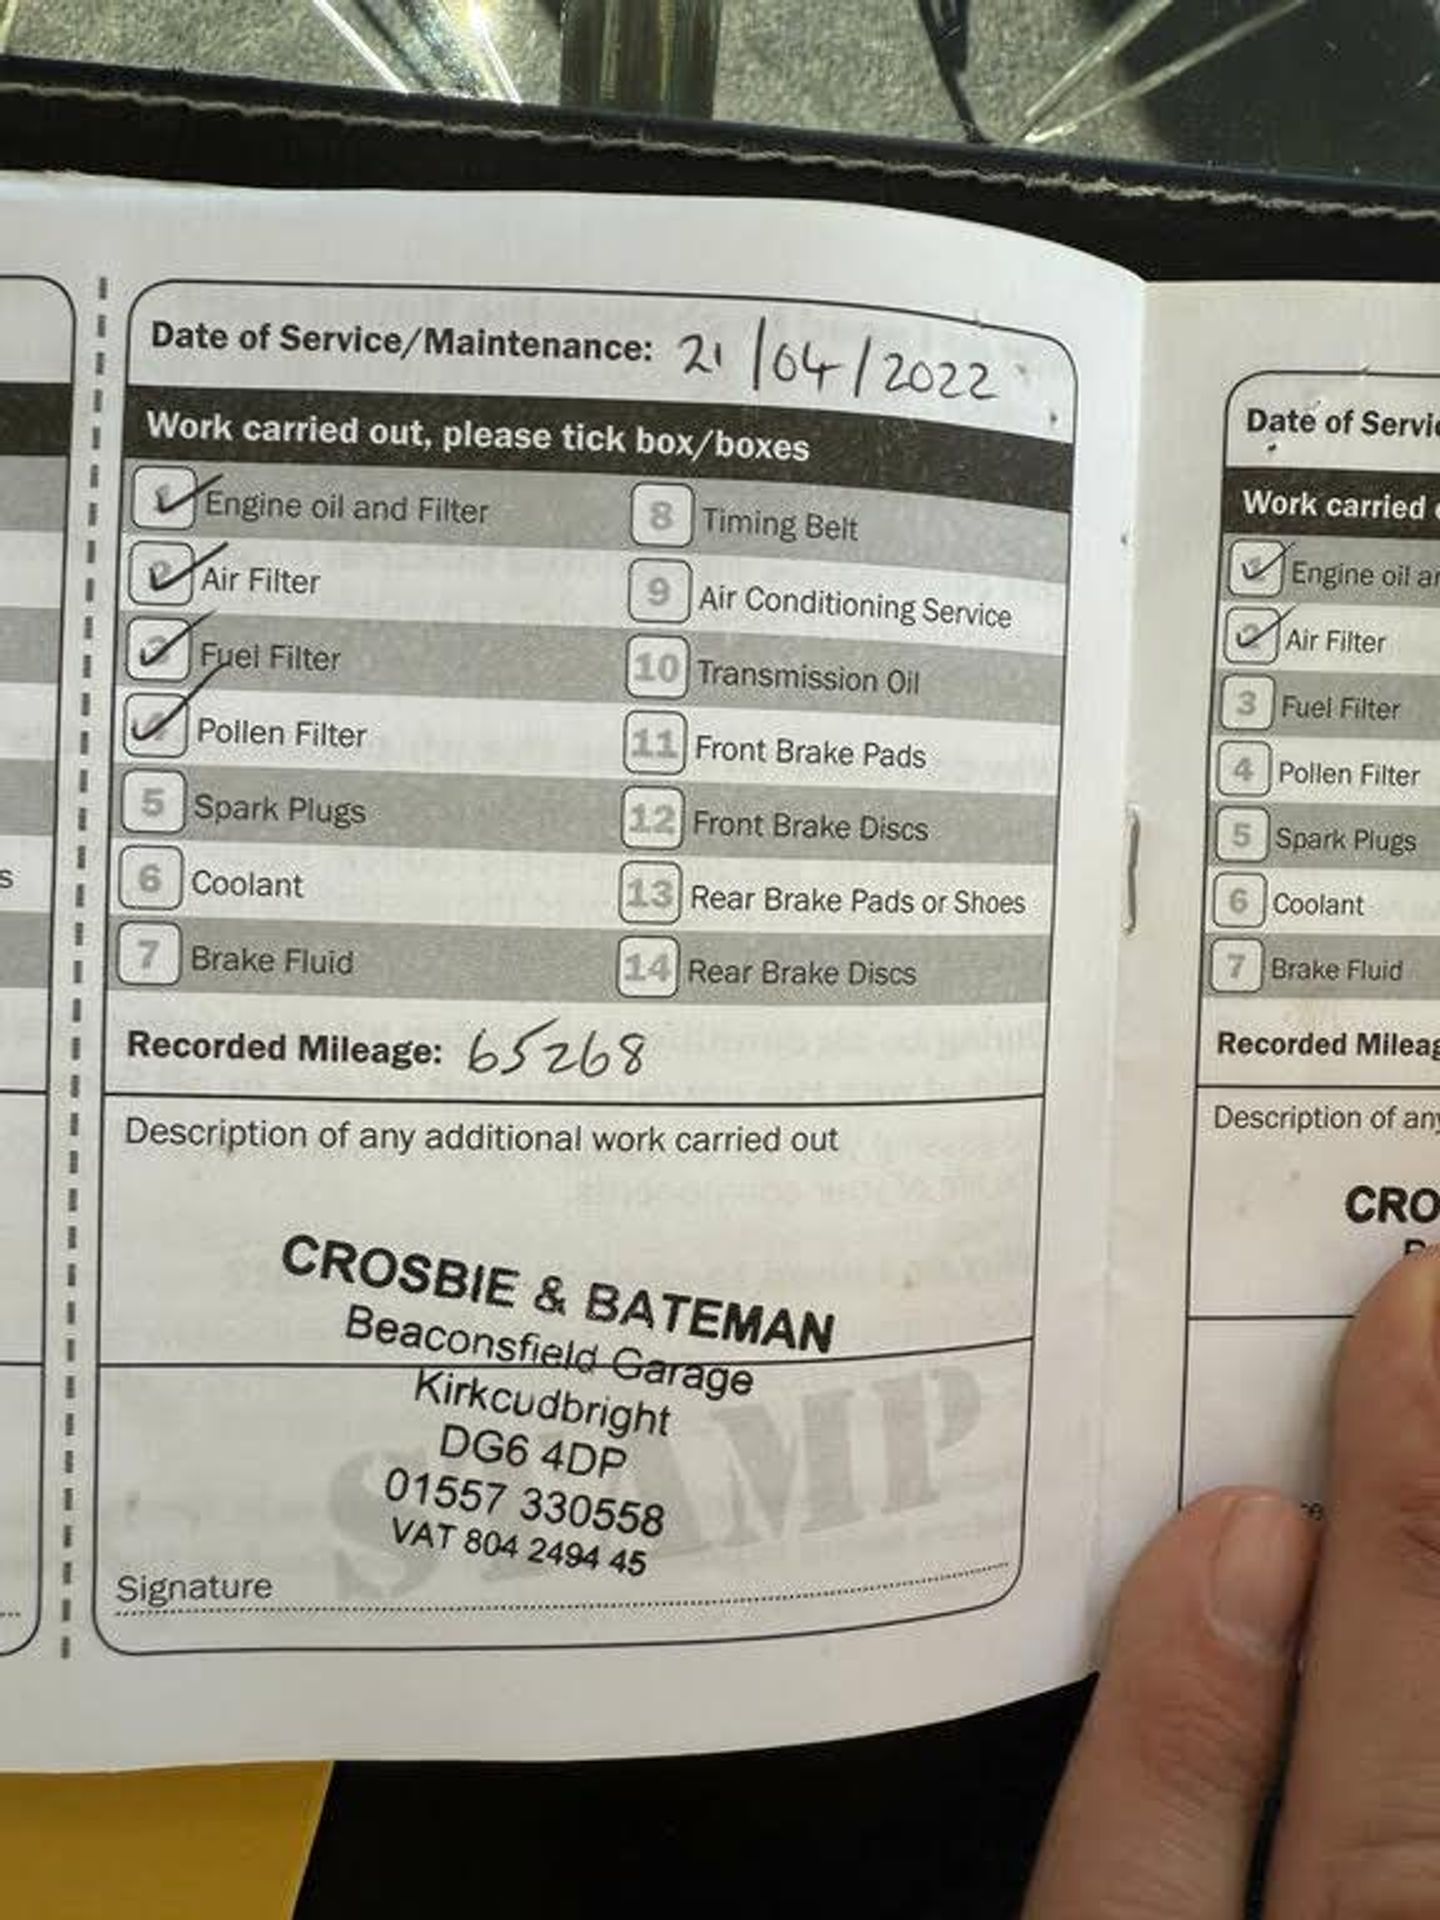 Date of Service/Maintenance: 21/04/2022
Work carried out, please tick box/boxes
1 Engine oil and Filter
8 Timing Belt
2 Air Filter
9 Air Conditioning Service
Fuel Filter
10 Transmission Oil
Pollen Filter
11 Front Brake Pads
5 Spark Plugs
12 Front Brake Discs
6 Coolant
13 Rear Brake Pads or Shoes
7 Brake Fluid
14 Rear Brake Discs
Recorded Mileage: 65268
Description of any additional work carried out
CROSBIE & BATEMAN
Beaconsfield Garage
Kirkcudbright
DG6 4DP
01557 330558
VAT 804 2494 45
STAMP
Signature
s
Date of Servi
Work carried
Engine oil a
2 Air Filter
3 Fuel Filter
4 Pollen Filter
5 Spark Plugs
6 Coolant
7 Brake Fluid
Recorded Mileag
Description of any
CRO